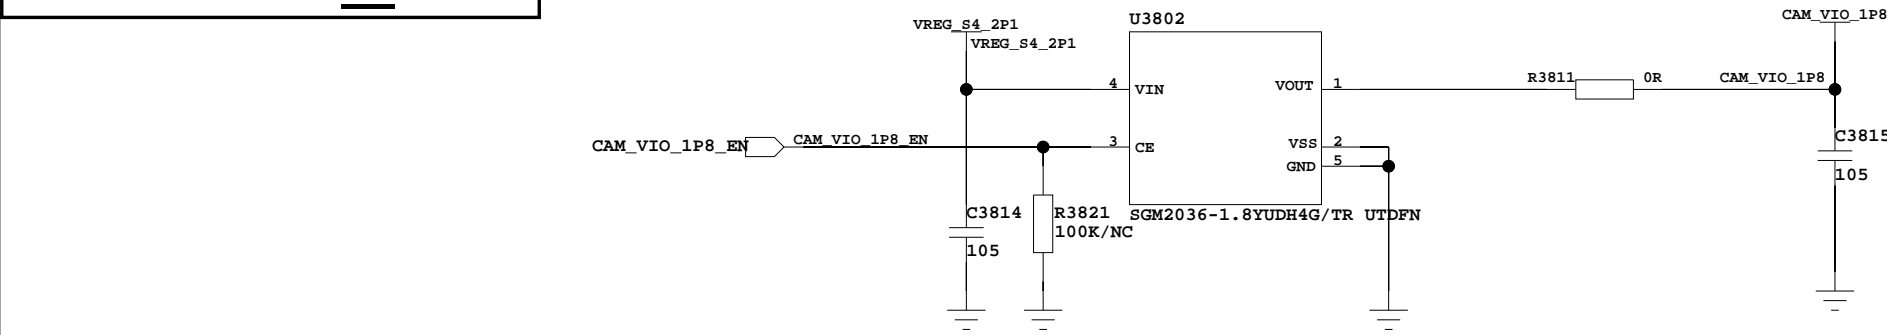 CAM_VIO_1P8
U3802
VREG_S4_2P1
VREG_S4_2P1
R3811
0R
CAM_VIO_1P8
4
VIN
VOUT
1
CAM_VIO_1P8_EN
CAM_VIO_1P8_EN
3
CE
VSS
2
GND
5
C3815
105
C3814
105
R3821
100K/NC
SGM2036-1.8YUDH4G/TR UTDFN